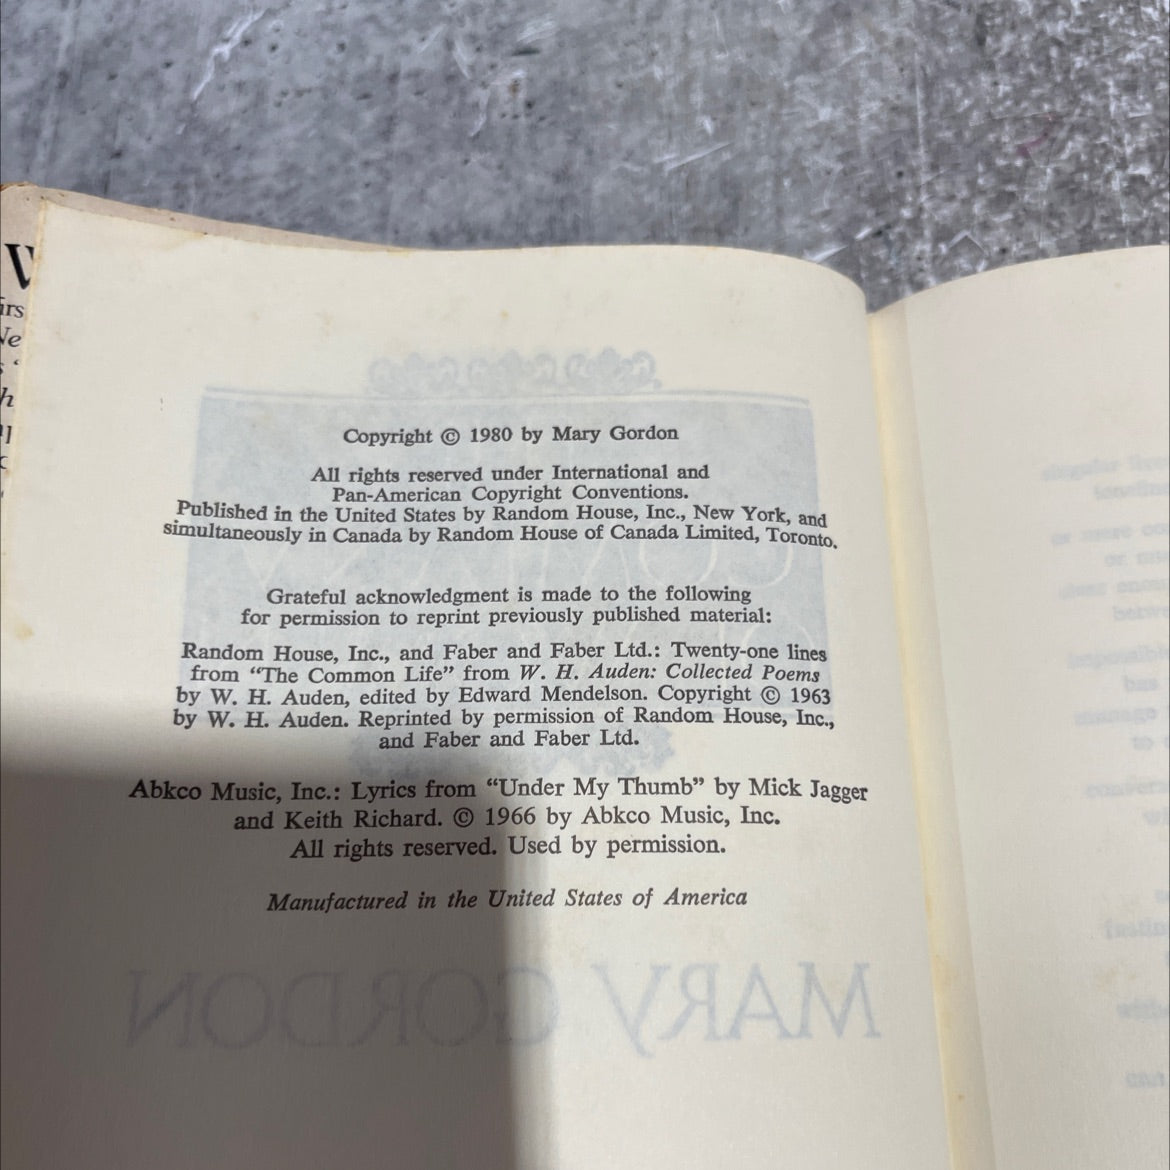 Copyright © 1980 by Mary Gordon
All rights reserved under International and
Pan-American Copyright Conventions.
Published in the United States by Random House, Inc., New York, and
simultaneously in Canada by Random House of Canada Limited, Toronto.
Grateful acknowledgment is made to the following
for permission to reprint previously published material:
Random House, Inc., and Faber and Faber Ltd.: Twenty-one lines
from “The Common Life” from W. H. Auden: Collected Poems
by W. H. Auden, edited by Edward Mendelson. Copyright © 1963
by W. H. Auden. Reprinted by permission of Random House, Inc.,
and Faber and Faber Ltd.
Abkco Music, Inc.: Lyrics from “Under My Thumb” by Mick Jagger
and Keith Richard. © 1966 by Abkco Music, Inc.
All rights reserved. Used by permission.
Manufactured in the United States of America
MARY GORDON